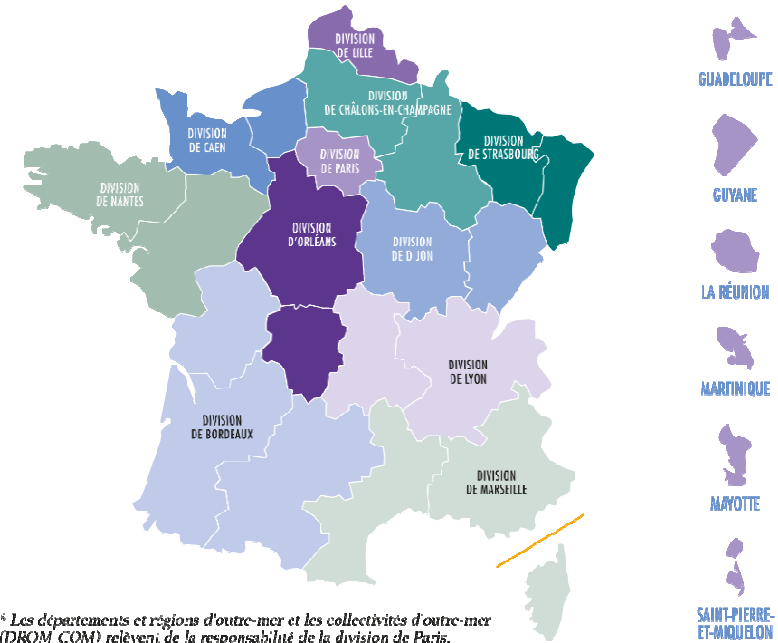 DIVISION
DE LILLE
DIVISION
DE CHÂLONS-EN-CHAMPAGNE
DIVISION
DE CAEN
DIVISION
DE PARIS
DIVISION
DE STRASBOURG
DIVISION
DE NANTES
DIVISION
D'ORLÉANS
DIVISION
DE DIJON
DIVISION
DE LYON
DIVISION
DE BORDEAUX
DIVISION
DE MARSEILLE
GUADELOUPE
GUYANE
LA RÉUNION
MARTINIQUE
MAYOTTE
SAINT-PIERRE-
ET-MIQUELON
* Les départements et régions d'outre-mer et les collectivités d'outre-mer
(DROM-COM) relèvent de la responsabilité de la division de Paris.